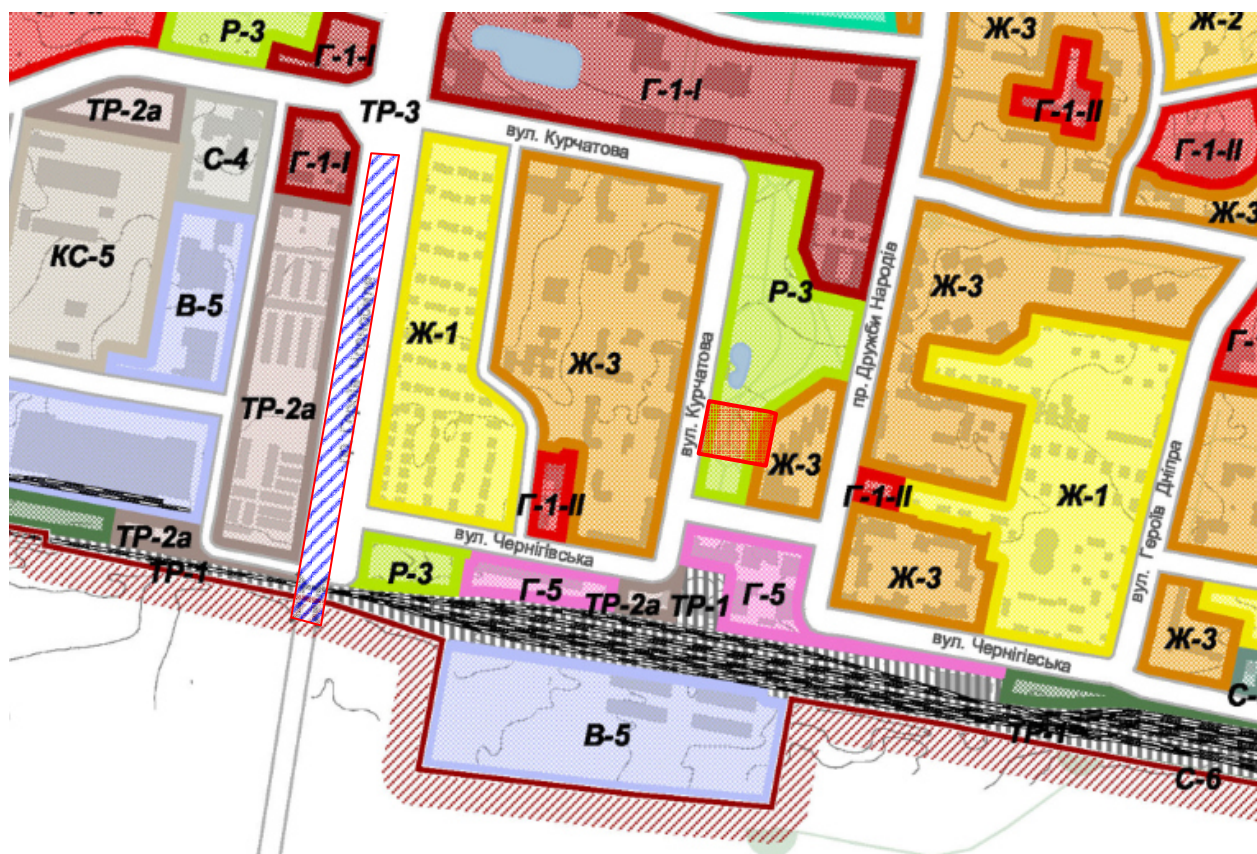 Р-3
Г-1-І
Ж-3
Ж-2
ТР-2а
ТР-3
Г-1-І
Г-1-ІІ
С-4
Г-1-І
вул. Курчатова
Г-1-ІІ
Ж-3
КС-5
В-5
Р-3
Ж-3
пр. Дружби Народів
Ж-1
Ж-3
Г-
ТР-2а
вул. Курчатова
Ж-3
Г-1-ІІ
Г-1-ІІ
Ж-1
вул. Героїв Дніпра
ТР-2а
вул. Чернігівська
ТР-1
Р-3
Г-5
ТР-2а
ТР-1
Г-5
Ж-3
Ж-3
вул. Чернігівська
С-
В-5
ТР-1
С-6